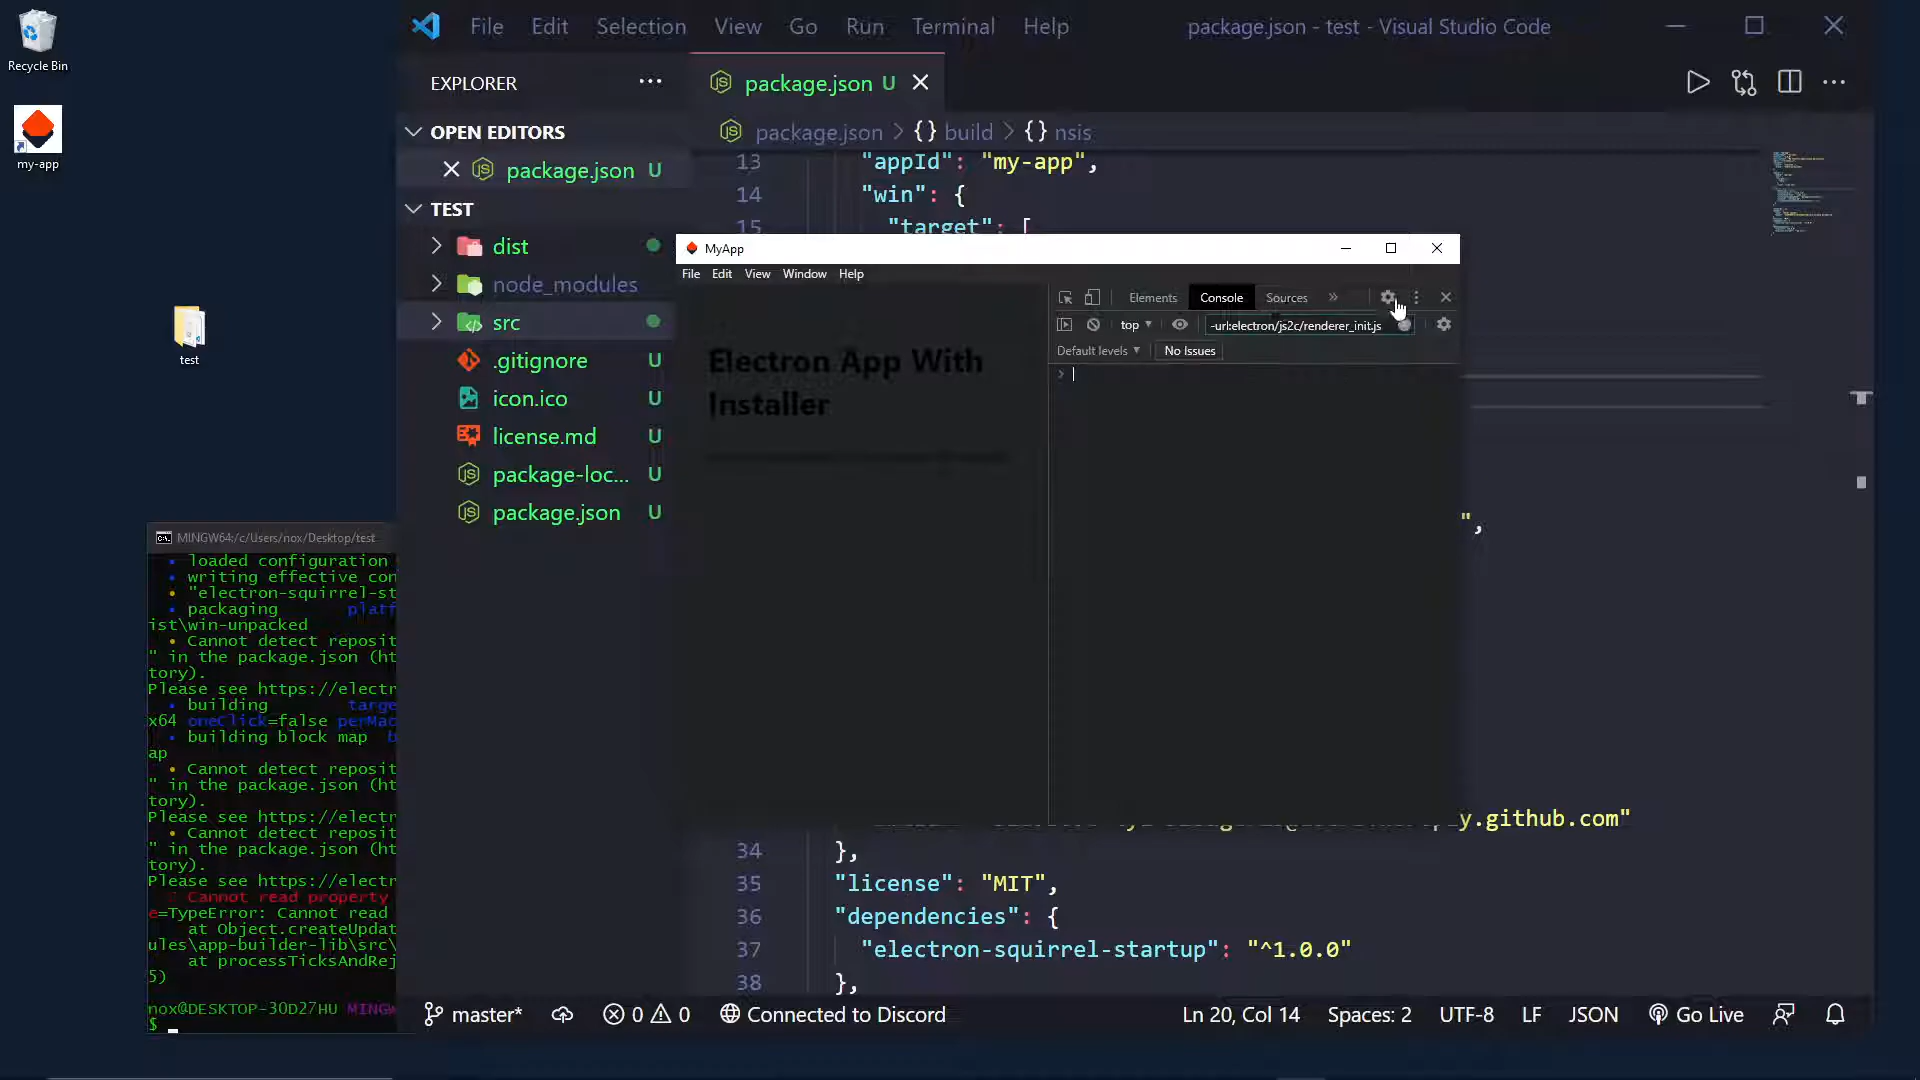 Recycle Bin
my-app
test
File Edit Selection View Go Run Terminal Help
package.json - test - Visual Studio Code
EXPLORER
OPEN EDITORS
package.json U
TEST
dist
node_modules
src
.gitignore U
icon.ico U
license.md U
package-loc... U
package.json U
package.json U
package.json > {} build > {} nsis
13 "appId": "my-app",
14 "win": {
15 "target": [
MyApp
File Edit View Window Help
Electron App With
Installer
Elements Console Sources »
top
-url:electron/js2c/renderer_init.js
Default levels ▼ No Issues
>
",
y.github.com"
34 },
35 "license": "MIT",
36 "dependencies": {
37 "electron-squirrel-startup": "^1.0.0"
38 },
MINGW64:/c/Users/nox/Desktop/test
• loaded configuration
• writing effective con
• "electron-squirrel-st
• packaging platf
ist\win-unpacked
• Cannot detect reposit
" in the package.json (ht
tory).
Please see https://electr
• building targe
x64 oneClick=false perMac
• building block map b
ap
• Cannot detect reposit
" in the package.json (ht
tory).
Please see https://electr
• Cannot detect reposit
" in the package.json (ht
tory).
Please see https://electr
Cannot read property
e=TypeError: Cannot read
at Object.createUpdat
ules\app-builder-lib\src\
at processTicksAndRej
5)
nox@DESKTOP-3OD27HU MINGW
$
master* 0 0 Connected to Discord
Ln 20, Col 14 Spaces: 2 UTF-8 LF JSON Go Live